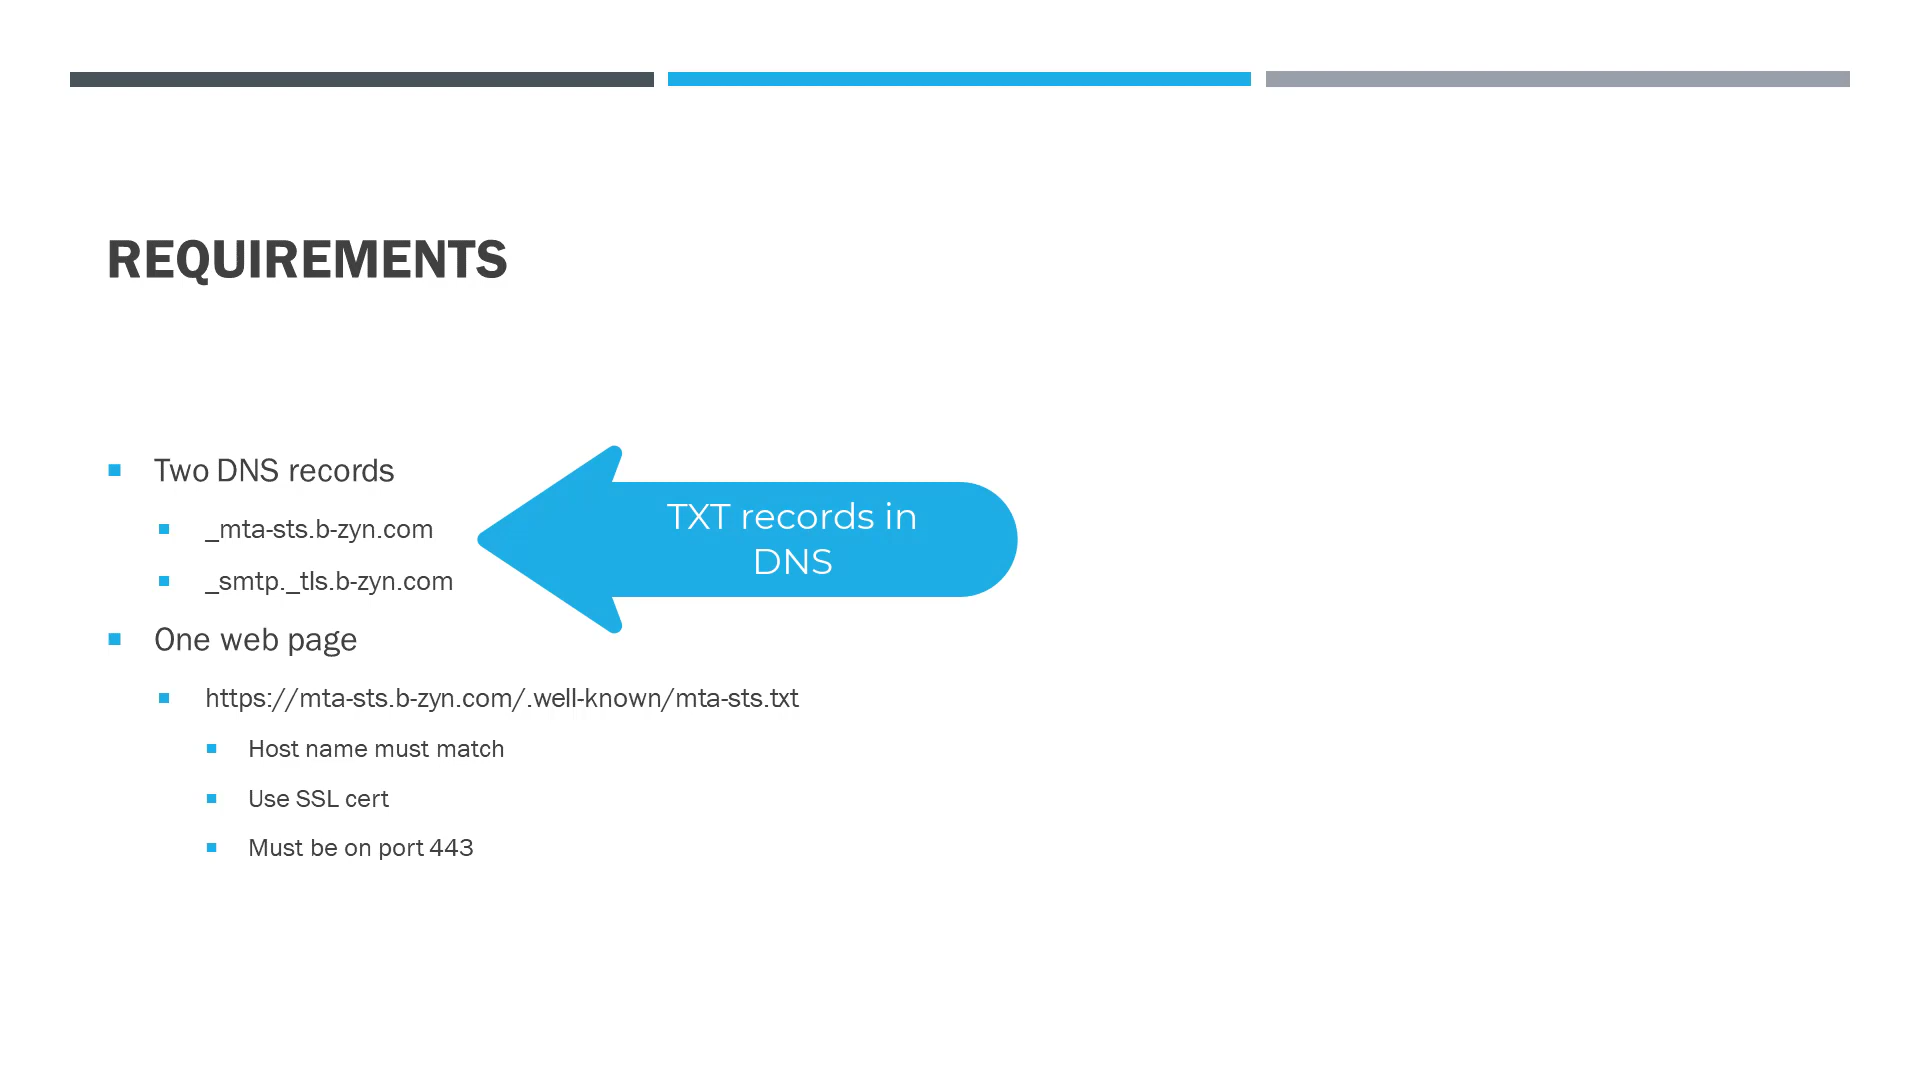 REQUIREMENTS
Two DNS records
_mta-sts.b-zyn.com
_smtp._tls.b-zyn.com
TXT records in
DNS
One web page
https://mta-sts.b-zyn.com/.well-known/mta-sts.txt
Host name must match
Use SSL cert
Must be on port 443